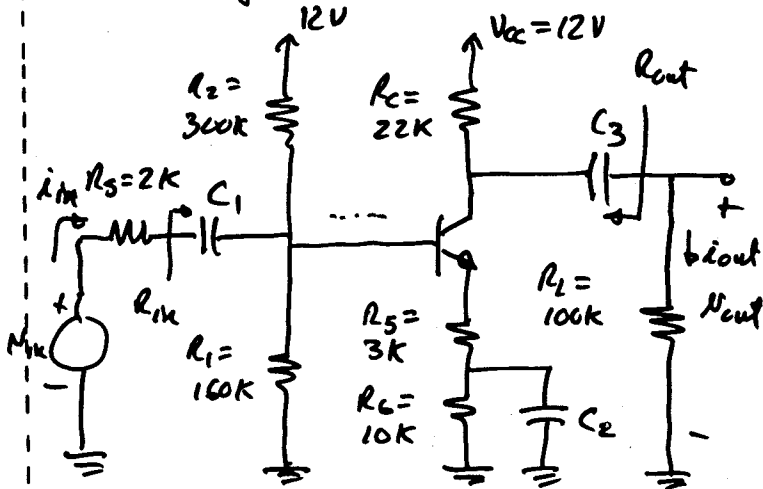 12V
Vcc = 12V
R2 =
300K
Rc =
22K
Rout
C3
iin Rs = 2K
C1
+
Rin
R5 =
3K
RL =
100K
iout
vout
+
vin
-
R1 =
160K
R6 =
10K
C2
-